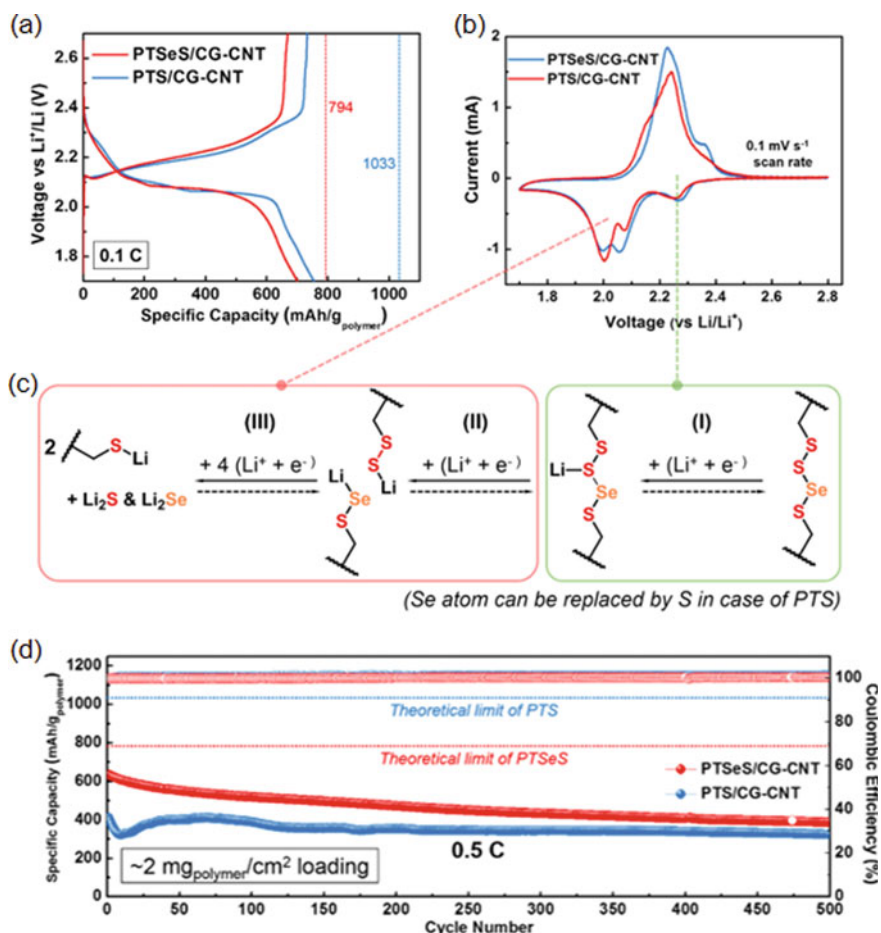 (a)
2.6
2.4
2.2
2.0
1.8
Voltage vs Li⁺/Li (V)
PTSeS/CG-CNT
PTS/CG-CNT
794
1033
0.1 C
0 200 400 600 800 1000
Specific Capacity (mAh/g_polymer)
(b)
2
1
0
-1
Current (mA)
PTSeS/CG-CNT
PTS/CG-CNT
0.1 mV s⁻¹
scan rate
1.8 2.0 2.2 2.4 2.6 2.8
Voltage (vs Li/Li⁺)
(c)
2
S
Li
+ Li₂S & Li₂Se
(III)
+ 4 (Li⁺ + e⁻)
S
S
Li
Li
Se
S
(II)
+ (Li⁺ + e⁻)
S
Li S
Se
S
(I)
+ (Li⁺ + e⁻)
S
S
Se
S
(Se atom can be replaced by S in case of PTS)
(d)
1200
1000
800
600
400
200
0
Specific Capacity (mAh/g_polymer)
Theoretical limit of PTS
Theoretical limit of PTSeS
PTSeS/CG-CNT
PTS/CG-CNT
0.5 C
~2 mg_polymer/cm² loading
100
80
60
40
20
0
Coulombic Efficiency (%)
0 50 100 150 200 250 300 350 400 450 500
Cycle Number